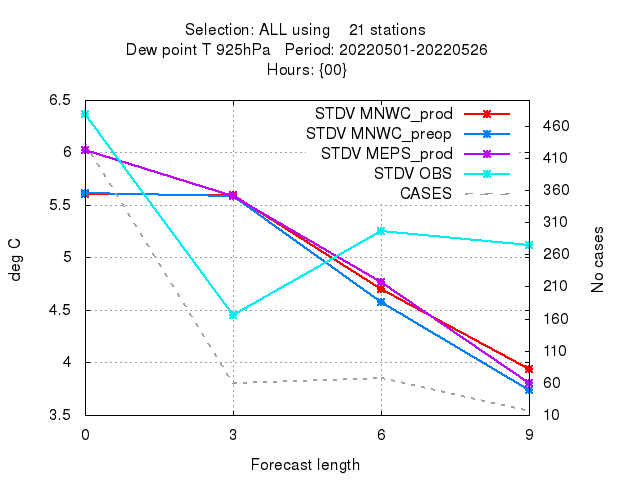 Selection: ALL using    21 stations
Dew point T 925hPa   Period: 20220501-20220526
Hours: {00}
STDV MNWC_prod
STDV MNWC_preop
STDV MEPS_prod
STDV OBS
CASES
6.5
6
5.5
5
4.5
4
3.5
deg C
460
410
360
310
260
210
160
110
60
10
No cases
0 3 6 9
Forecast length